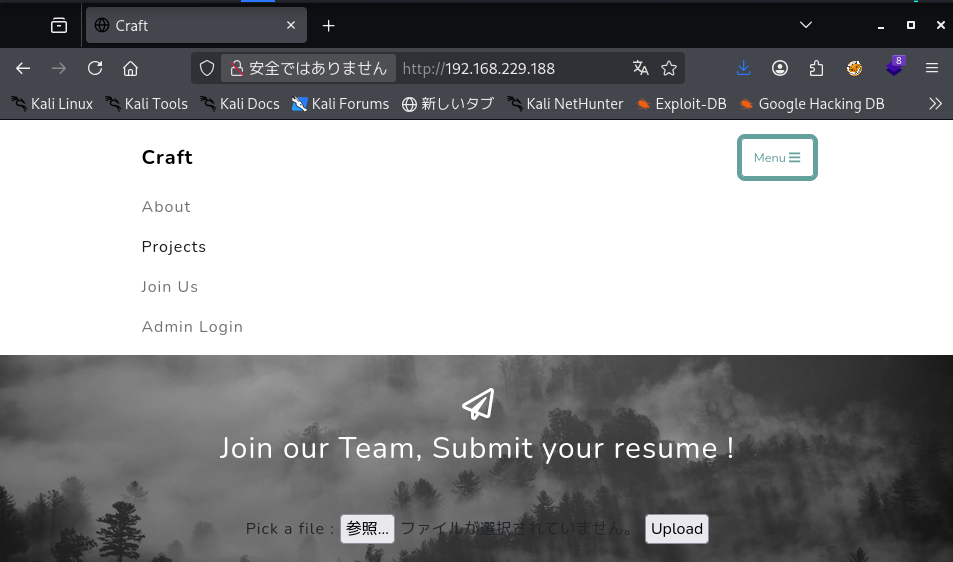 Craft
安全ではありません http://192.168.229.188 8
Kali Linux Kali Tools Kali Docs Kali Forums 新しいタブ Kali NetHunter Exploit-DB Google Hacking DB
Craft Menu
About
Projects
Join Us
Admin Login
Join our Team, Submit your resume !
Pick a file : 参照... ファイルが選択されていません。 Upload